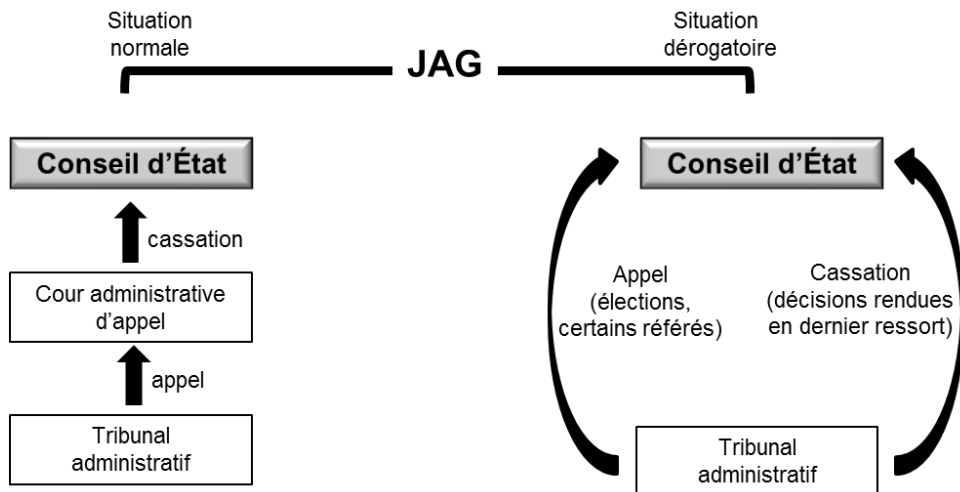 Situation
normale
JAG
Situation
dérogatoire
Conseil d'État
cassation
Cour administrative
d'appel
appel
Tribunal
administratif
Conseil d'État
Appel
(élections,
certains référés)
Cassation
(décisions rendues
en dernier ressort)
Tribunal
administratif